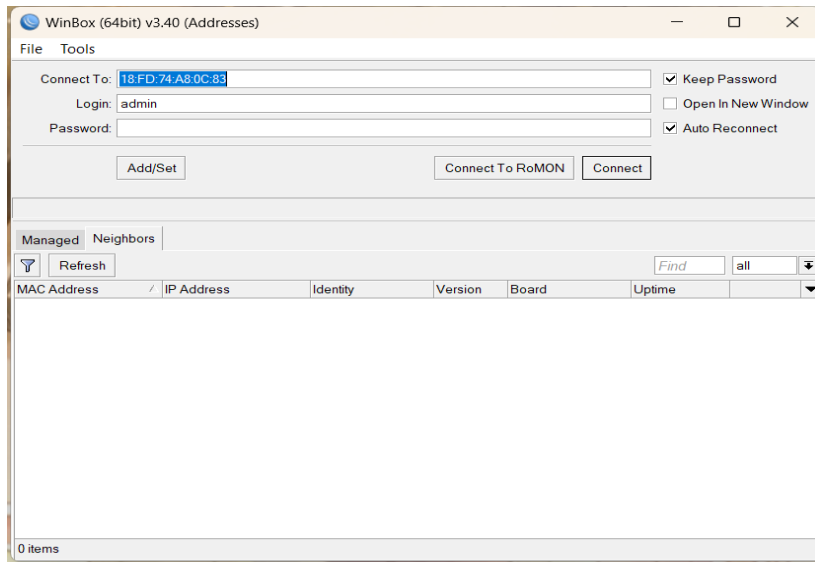 WinBox (64bit) v3.40 (Addresses)
File Tools
Connect To: 18:FD:74:A8:0C:83 Keep Password
Login: admin Open In New Window
Password: Auto Reconnect
Add/Set Connect To RoMON Connect
Managed Neighbors
Refresh Find all
MAC Address IP Address Identity Version Board Uptime
0 items